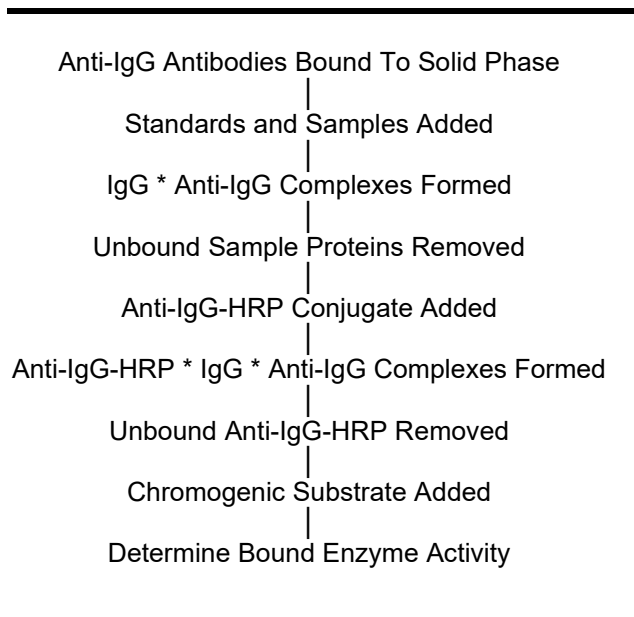 Anti-IgG Antibodies Bound To Solid Phase
Standards and Samples Added
IgG * Anti-IgG Complexes Formed
Unbound Sample Proteins Removed
Anti-IgG-HRP Conjugate Added
Anti-IgG-HRP * IgG * Anti-IgG Complexes Formed
Unbound Anti-IgG-HRP Removed
Chromogenic Substrate Added
Determine Bound Enzyme Activity